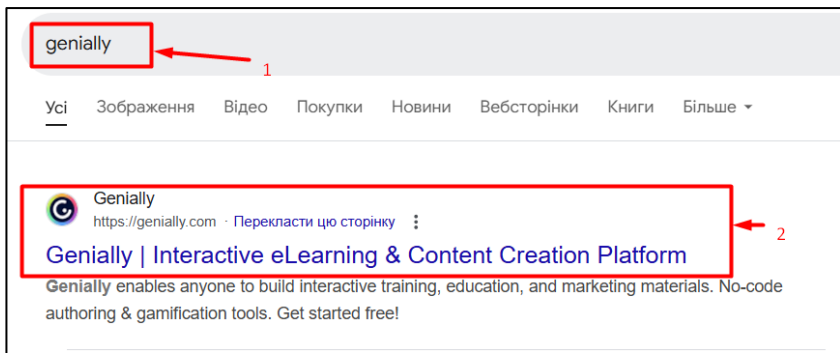 genially
1
Усі Зображення Відео Покупки Новини Вебсторінки Книги Більше
Genially
https://genially.com · Перекласти цю сторінку
2
Genially | Interactive eLearning & Content Creation Platform
Genially enables anyone to build interactive training, education, and marketing materials. No-code
authoring & gamification tools. Get started free!